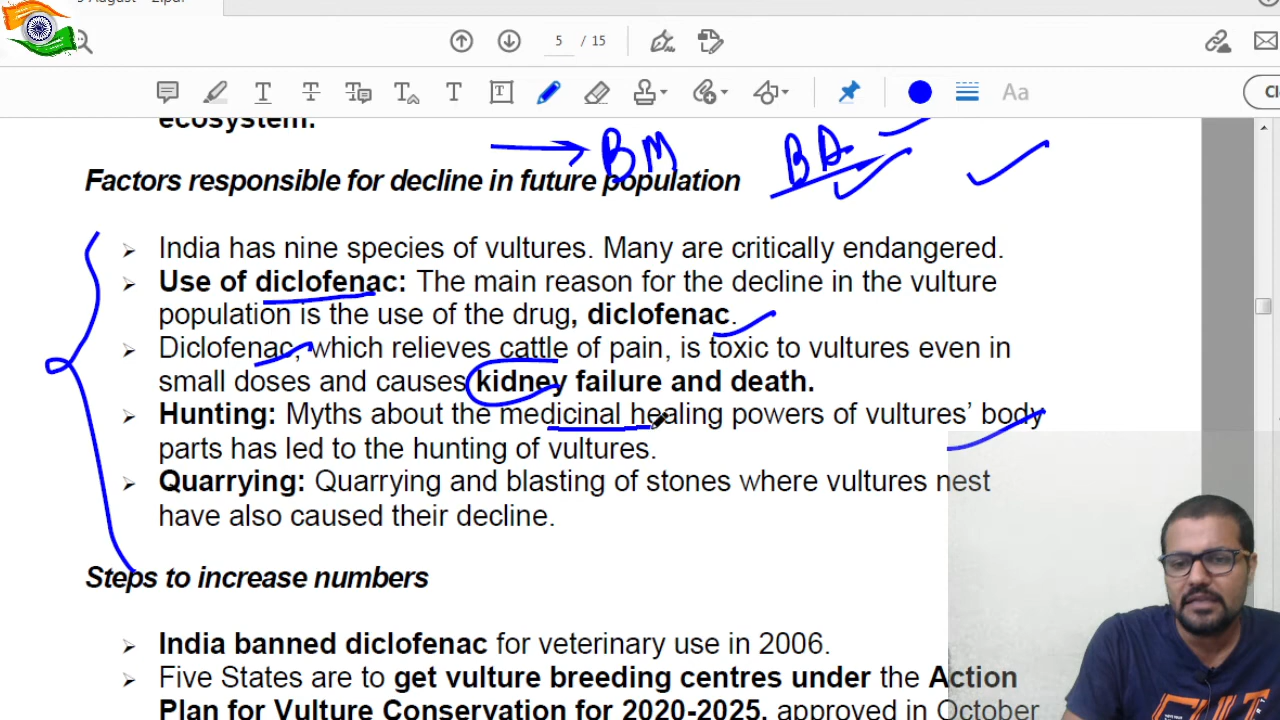 5 / 15
Aa
ecosystem.
BM
Factors responsible for decline in future population
➢ India has nine species of vultures. Many are critically endangered.
➢ Use of diclofenac: The main reason for the decline in the vulture
population is the use of the drug, diclofenac.
➢ Diclofenac, which relieves cattle of pain, is toxic to vultures even in
small doses and causes kidney failure and death.
➢ Hunting: Myths about the medicinal healing powers of vultures’ body
parts has led to the hunting of vultures.
➢ Quarrying: Quarrying and blasting of stones where vultures nest
have also caused their decline.
Steps to increase numbers
➢ India banned diclofenac for veterinary use in 2006.
➢ Five States are to get vulture breeding centres under the Action
Plan for Vulture Conservation for 2020-2025, approved in October